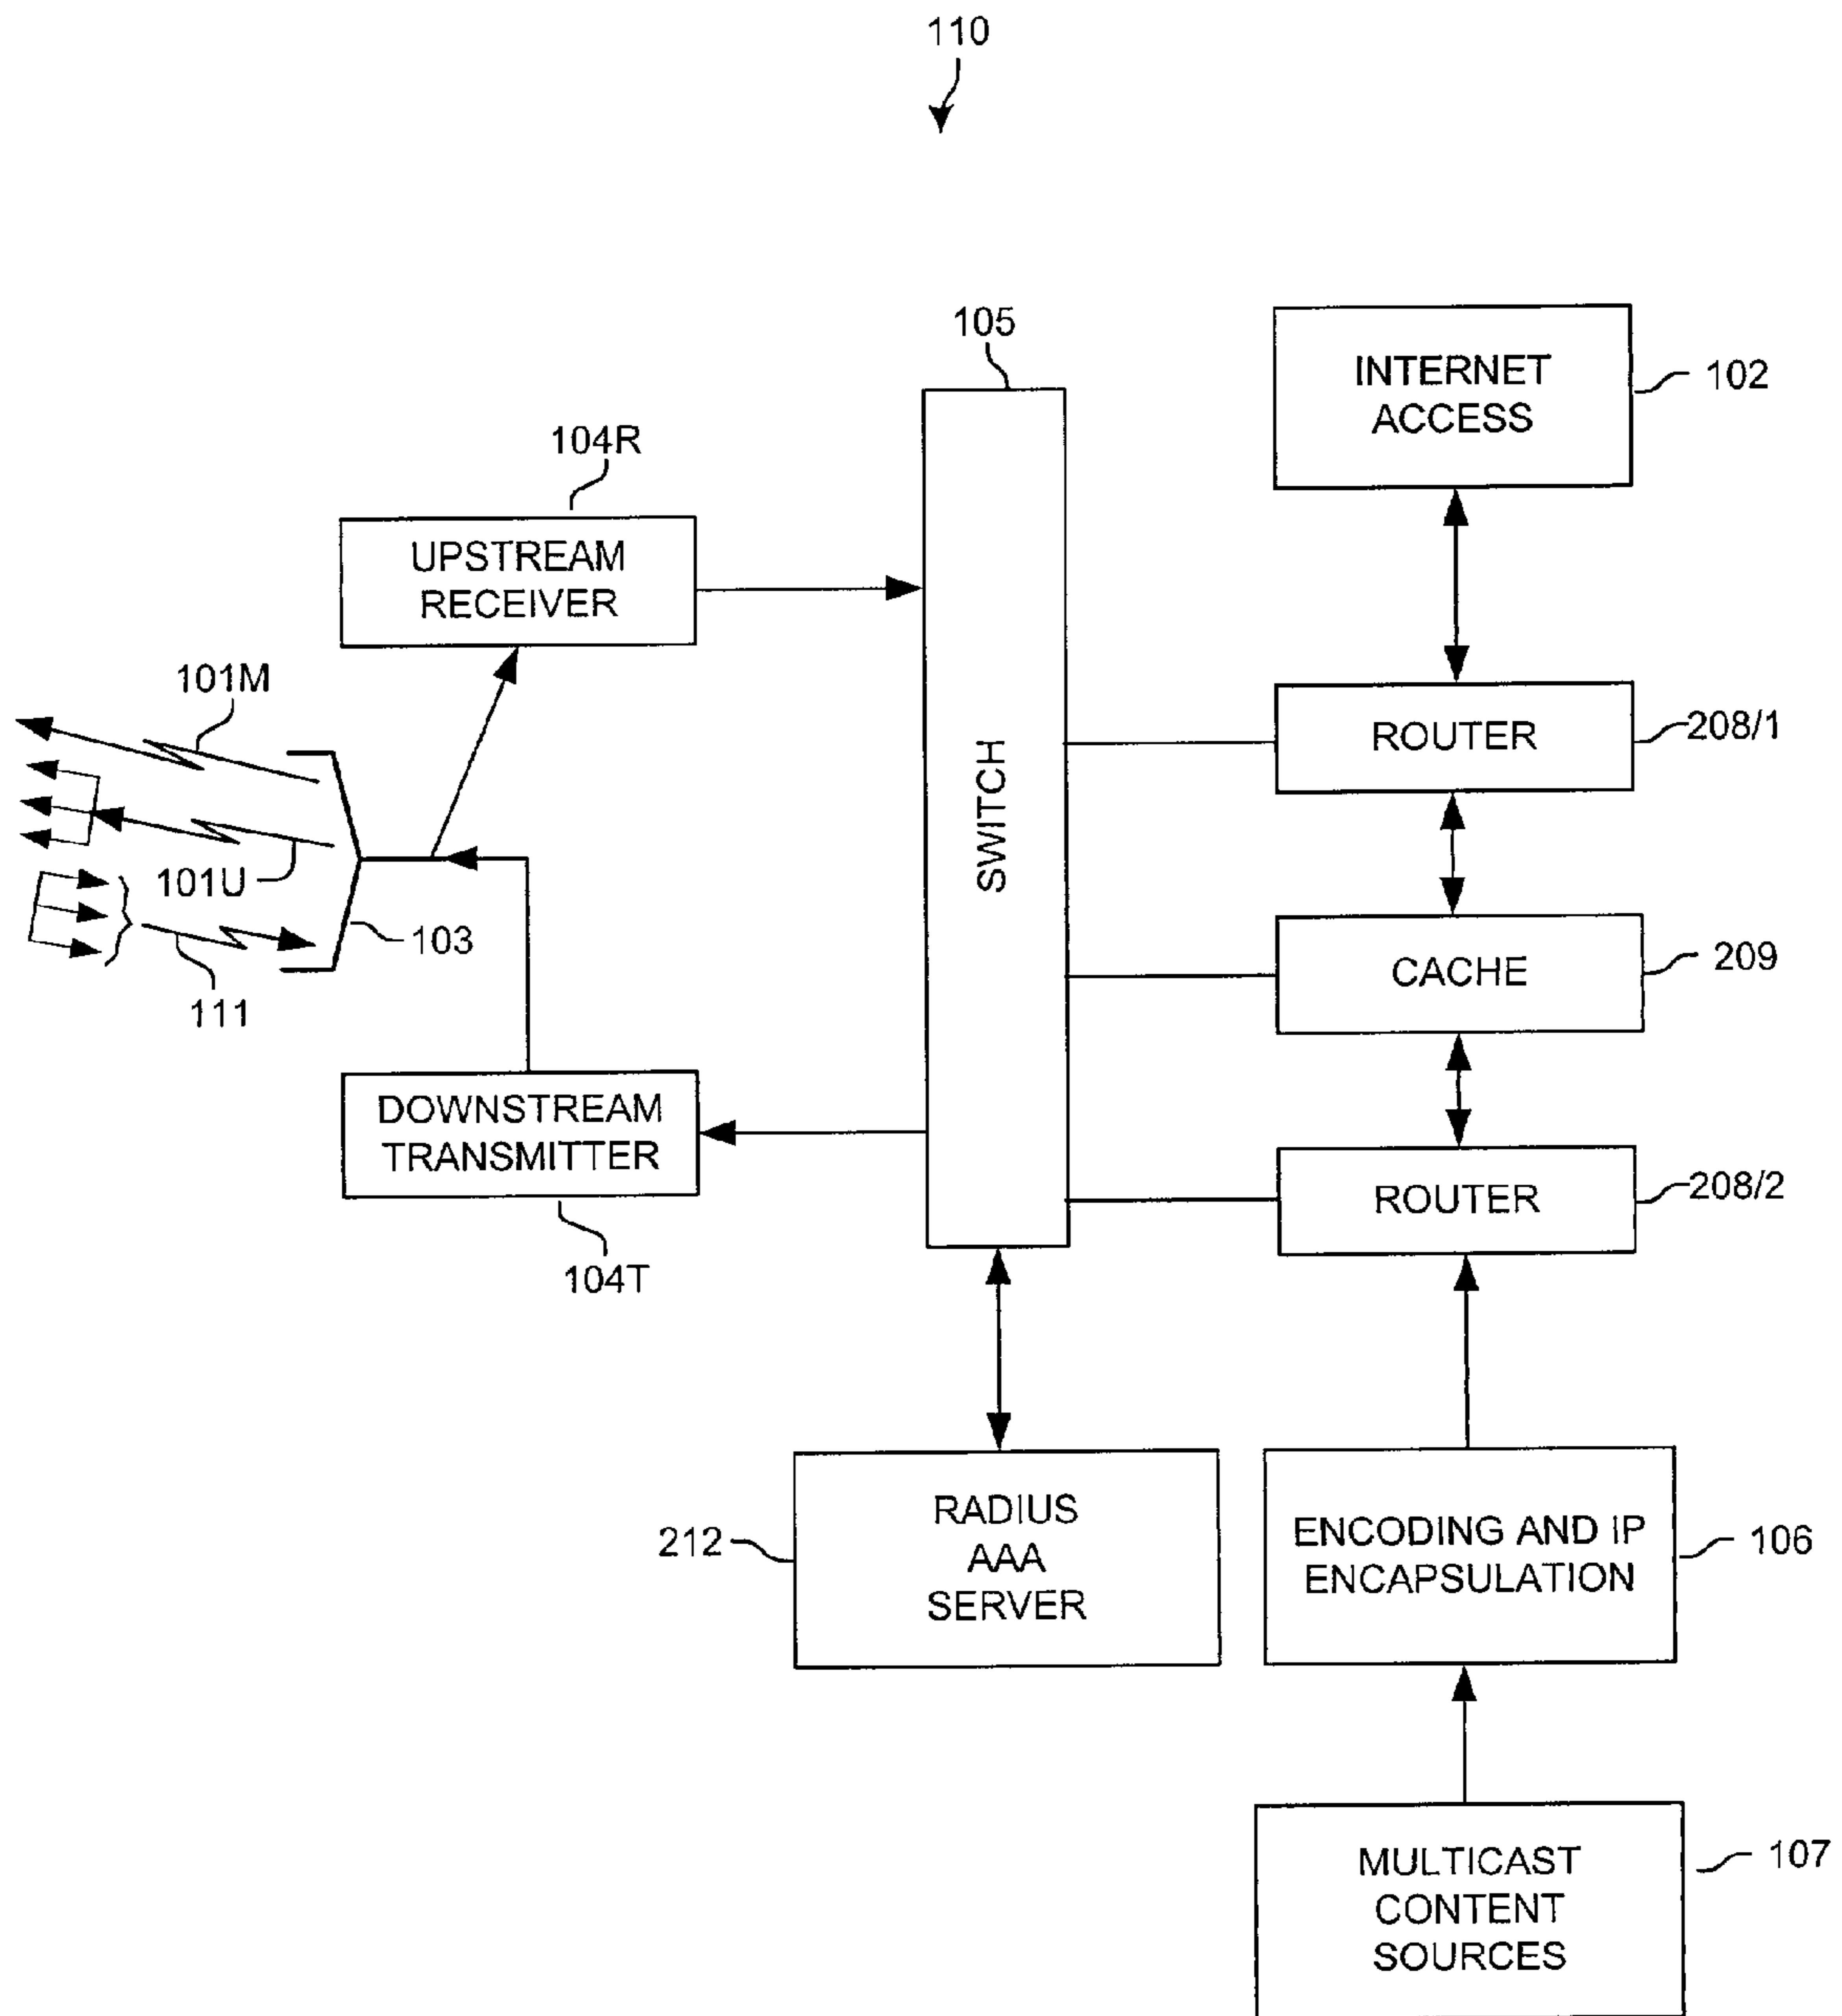 110
105
INTERNET
ACCESS
102
104R
UPSTREAM
RECEIVER
101M
SWITCH
ROUTER
208/1
101U
103
111
CACHE
209
DOWNSTREAM
TRANSMITTER
104T
ROUTER
208/2
212
RADIUS
AAA
SERVER
ENCODING AND IP
ENCAPSULATION
106
MULTICAST
CONTENT
SOURCES
107